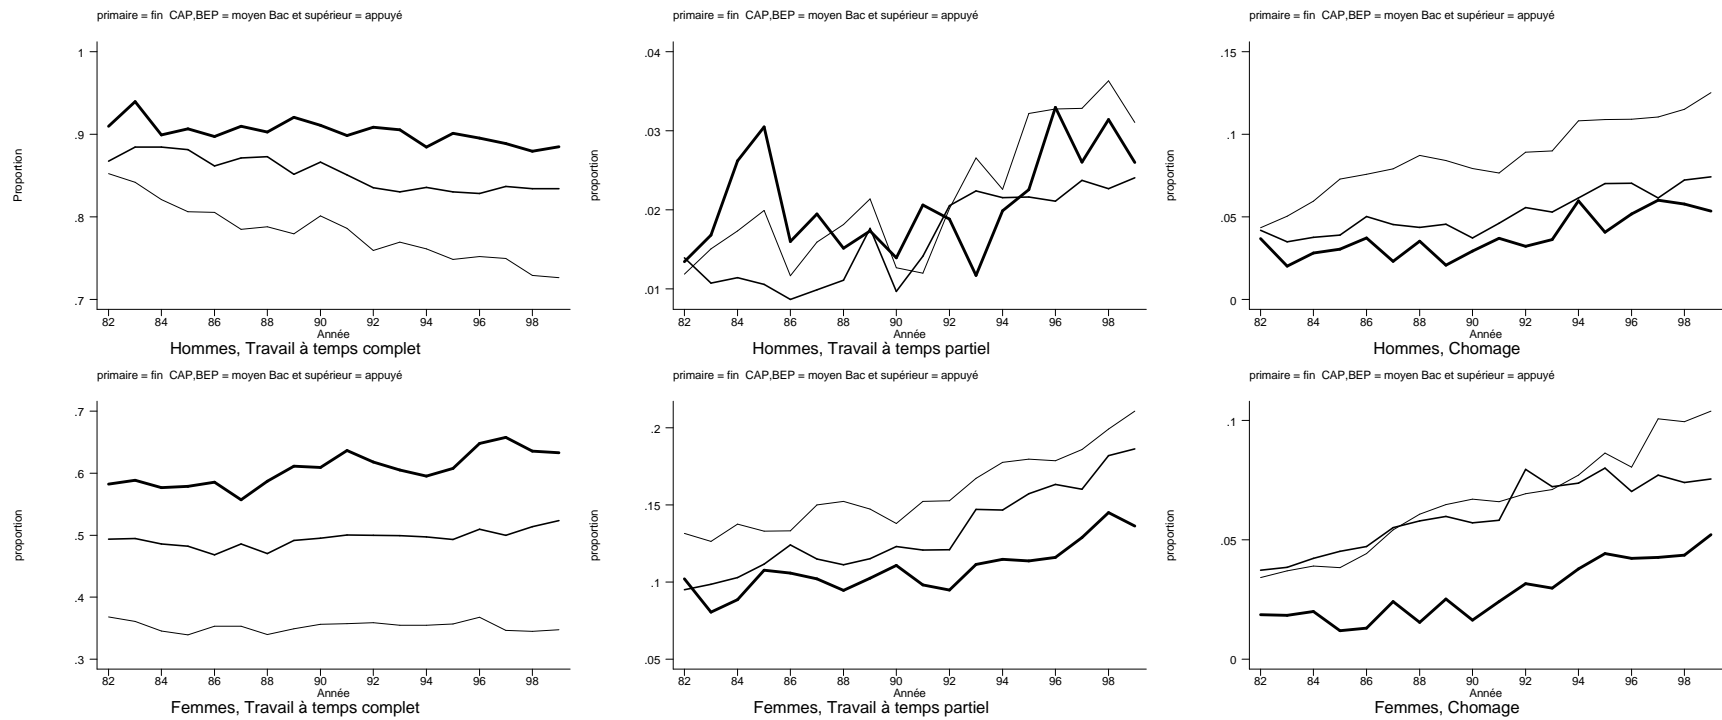 primaire = fin  CAP,BEP = moyen Bac et supérieur = appuyé
Proportion
1
.9
.8
.7
82 84 86 88 90 92 94 96 98
Année
Hommes, Travail à temps complet
primaire = fin  CAP,BEP = moyen Bac et supérieur = appuyé
proportion
.04
.03
.02
.01
82 84 86 88 90 92 94 96 98
Année
Hommes, Travail à temps partiel
primaire = fin  CAP,BEP = moyen Bac et supérieur = appuyé
proportion
.15
.1
.05
0
82 84 86 88 90 92 94 96 98
Année
Hommes, Chomage
primaire = fin  CAP,BEP = moyen Bac et supérieur = appuyé
proportion
.7
.6
.5
.4
.3
82 84 86 88 90 92 94 96 98
Année
Femmes, Travail à temps complet
primaire = fin  CAP,BEP = moyen Bac et supérieur = appuyé
proportion
.2
.15
.1
.05
82 84 86 88 90 92 94 96 98
Année
Femmes, Travail à temps partiel
primaire = fin  CAP,BEP = moyen Bac et supérieur = appuyé
proportion
.1
.05
0
82 84 86 88 90 92 94 96 98
Année
Femmes, Chomage